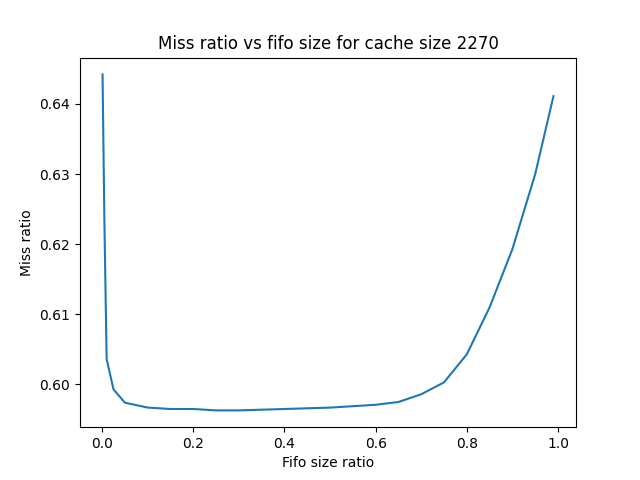 Miss ratio vs fifo size for cache size 2270
Miss ratio
0.64
0.63
0.62
0.61
0.60
0.0 0.2 0.4 0.6 0.8 1.0
Fifo size ratio